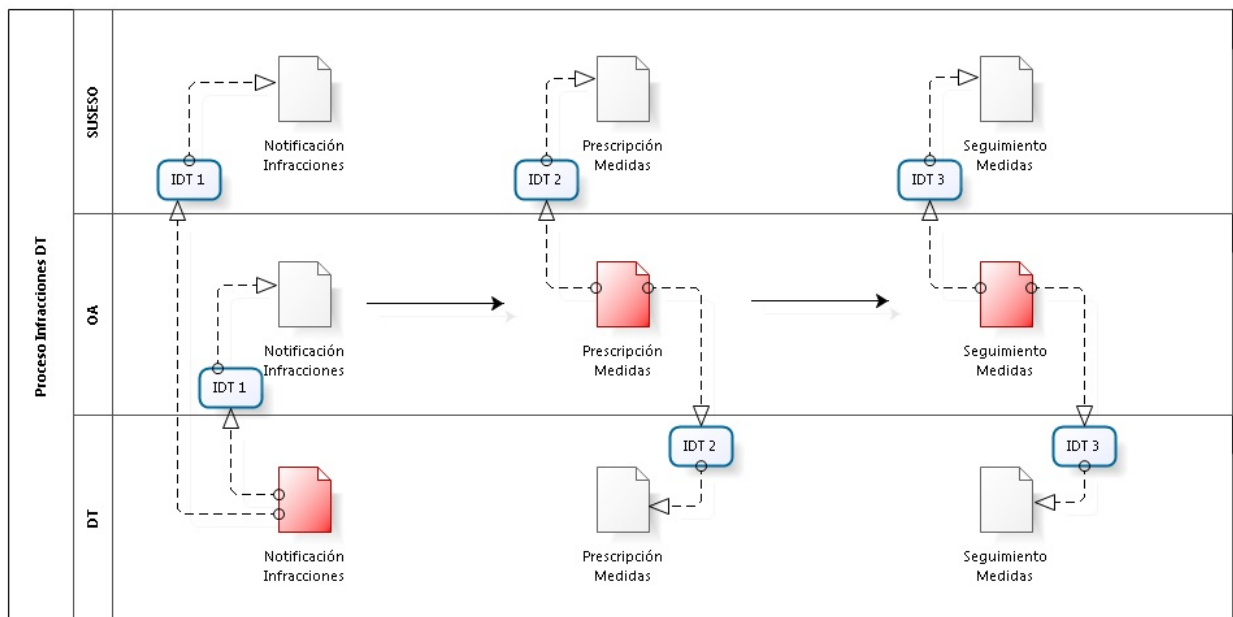 Proceso Infracciones DT
SUSESO
IDT 1
Notificación
Infracciones
IDT 2
Prescripción
Medidas
IDT 3
Seguimiento
Medidas
OA
IDT 1
Notificación
Infracciones
Prescripción
Medidas
Seguimiento
Medidas
DT
Notificación
Infracciones
IDT 2
Prescripción
Medidas
IDT 3
Seguimiento
Medidas